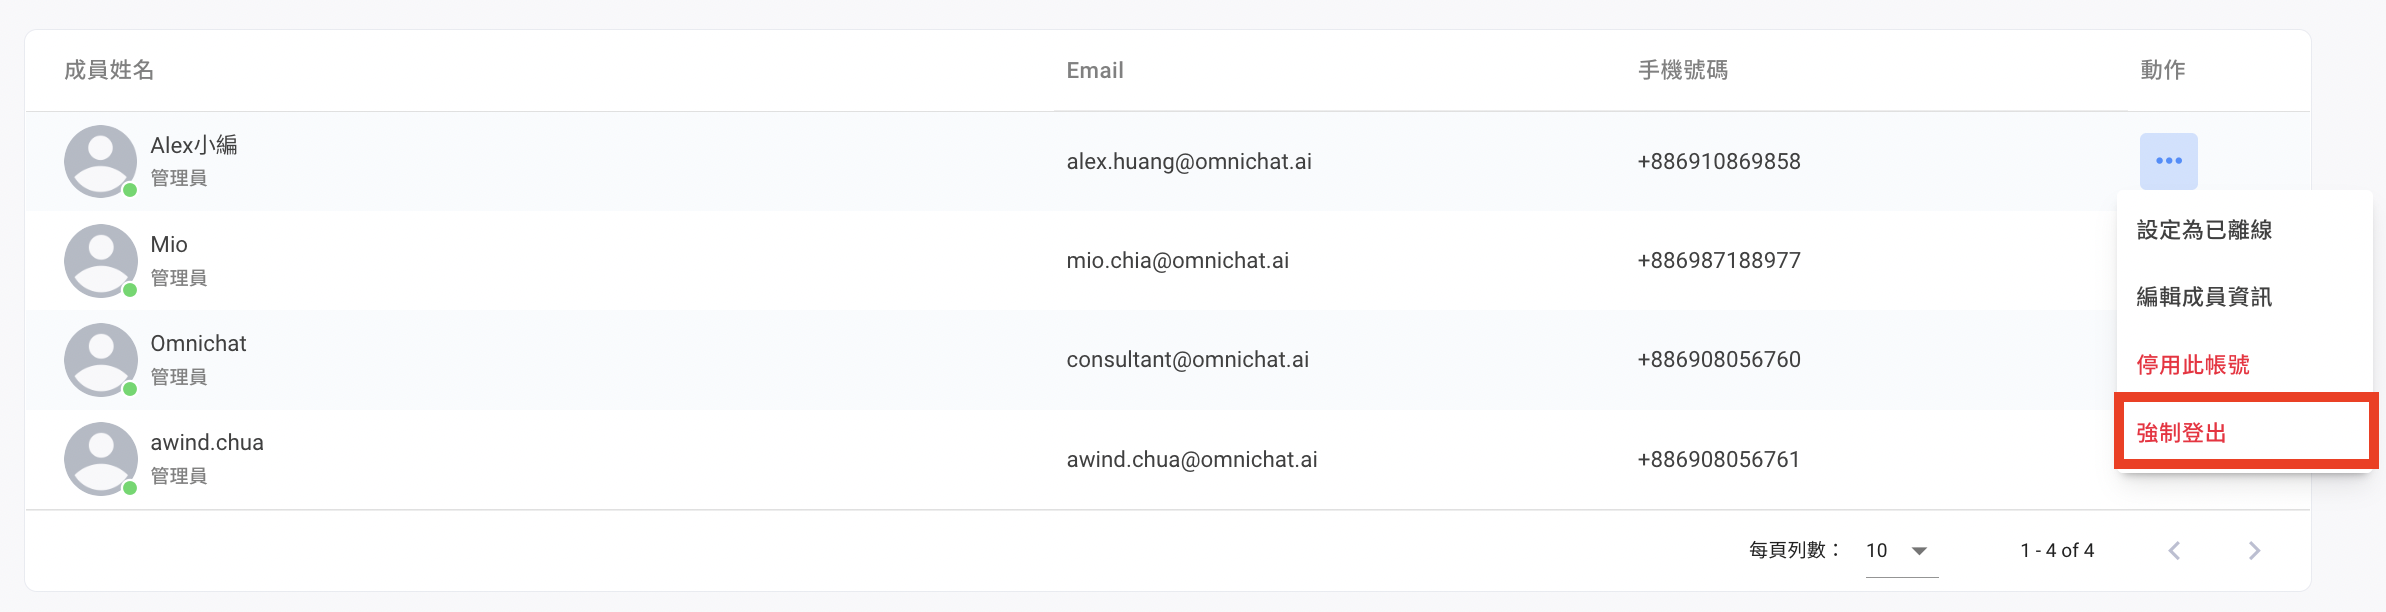 成員姓名 Email 手機號碼 動作
Alex小編
管理員
alex.huang@omnichat.ai +886910869858
Mio
管理員
mio.chia@omnichat.ai +886987188977
Omnichat
管理員
consultant@omnichat.ai +886908056760
awind.chua
管理員
awind.chua@omnichat.ai +886908056761
設定為已離線
編輯成員資訊
停用此帳號
強制登出
每頁列數： 10 1 - 4 of 4